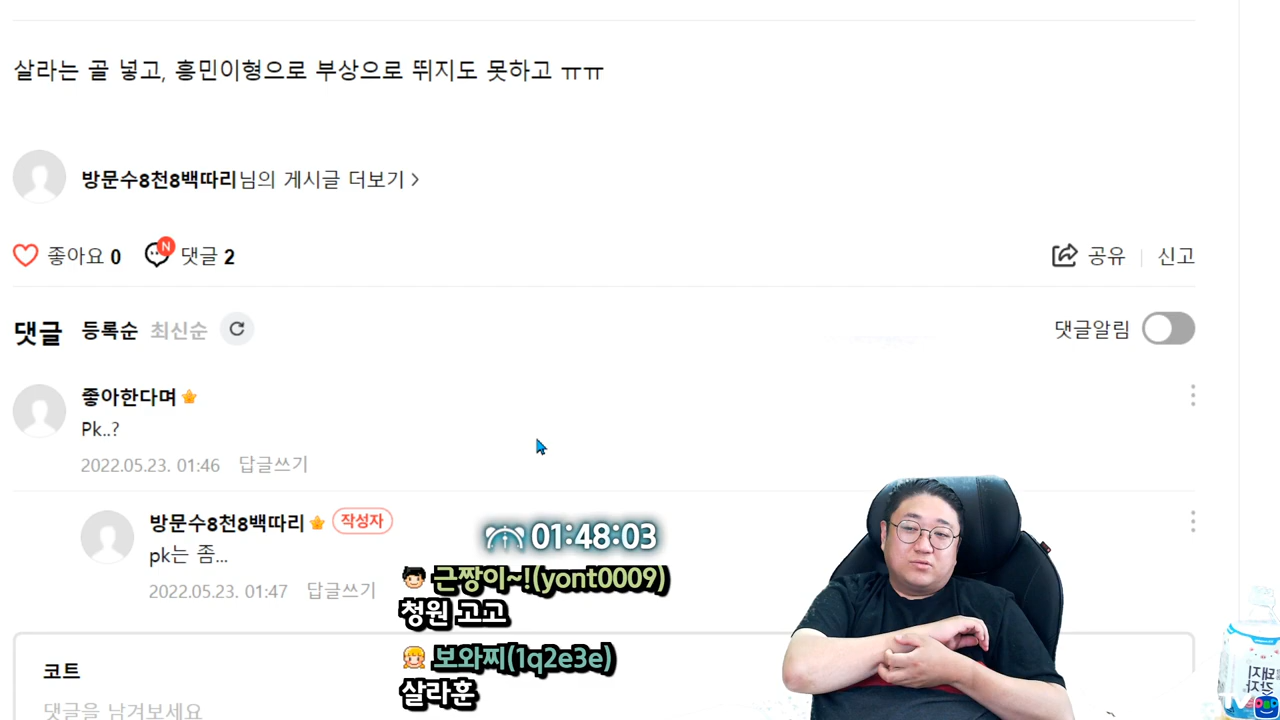 살라는 골 넣고, 흥민이형으로 부상으로 뛰지도 못하고 ㅠㅠ
방문수8천8백따리님의 게시글 더보기 >
좋아요 0 N 댓글 2 공유 신고
댓글 등록순 최신순 댓글알림
좋아한다며
Pk..?
2022.05.23. 01:46 답글쓰기
방문수8천8백따리 작성자
pk는 좀...
2022.05.23. 01:47 답글쓰기
01:48:03
근짱이~!(yont0009)
청원 고고
보와찌(1q2e3e)
살라훈
코트
댓글을 남겨보세요